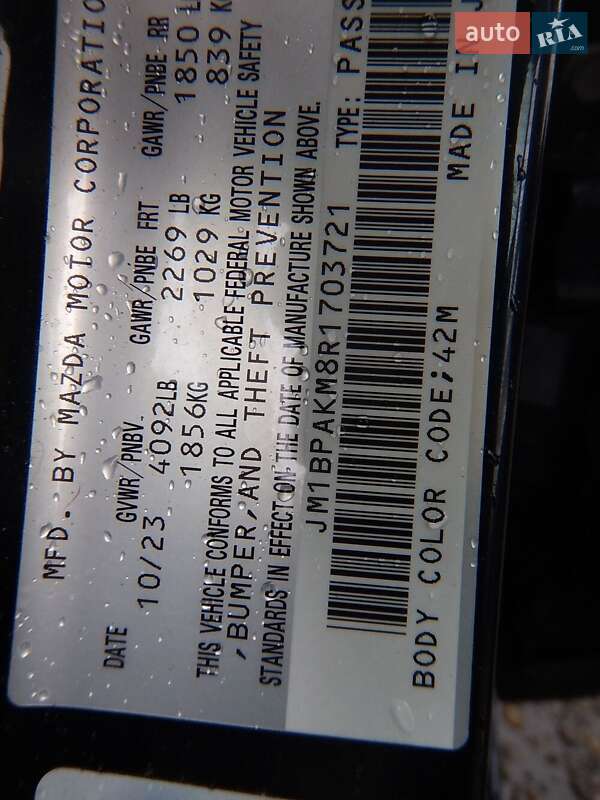 MFD. BY MAZDA MOTOR CORPORATIO
GVWR/PNBV GAWR/PNBE FRT GAWR/PNBE RR
DATE 10/23 4092LB 2269 LB 1850 L
1856KG 1029 KG 839 K
THIS VEHICLE CONFORMS TO ALL APPLICABLE FEDERAL MOTOR VEHICLE SAFETY
,BUMPER,AND THEFT PREVENTION
STANDARDS IN EFFECT ON THE DATE OF MANUFACTURE SHOWN ABOVE.
JM1BPAKM8R1703721 TYPE: PASS
BODY COLOR CODE:42M MADE IN J
auto RIA
.com